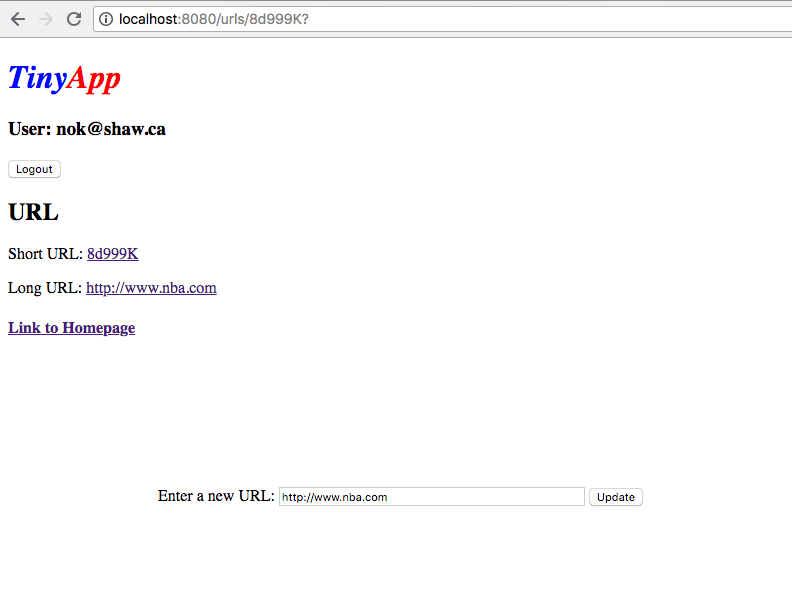 localhost:8080/urls/8d999K?
TinyApp
User: nok@shaw.ca
Logout
URL
Short URL: 8d999K
Long URL: http://www.nba.com
Link to Homepage
Enter a new URL: http://www.nba.com Update